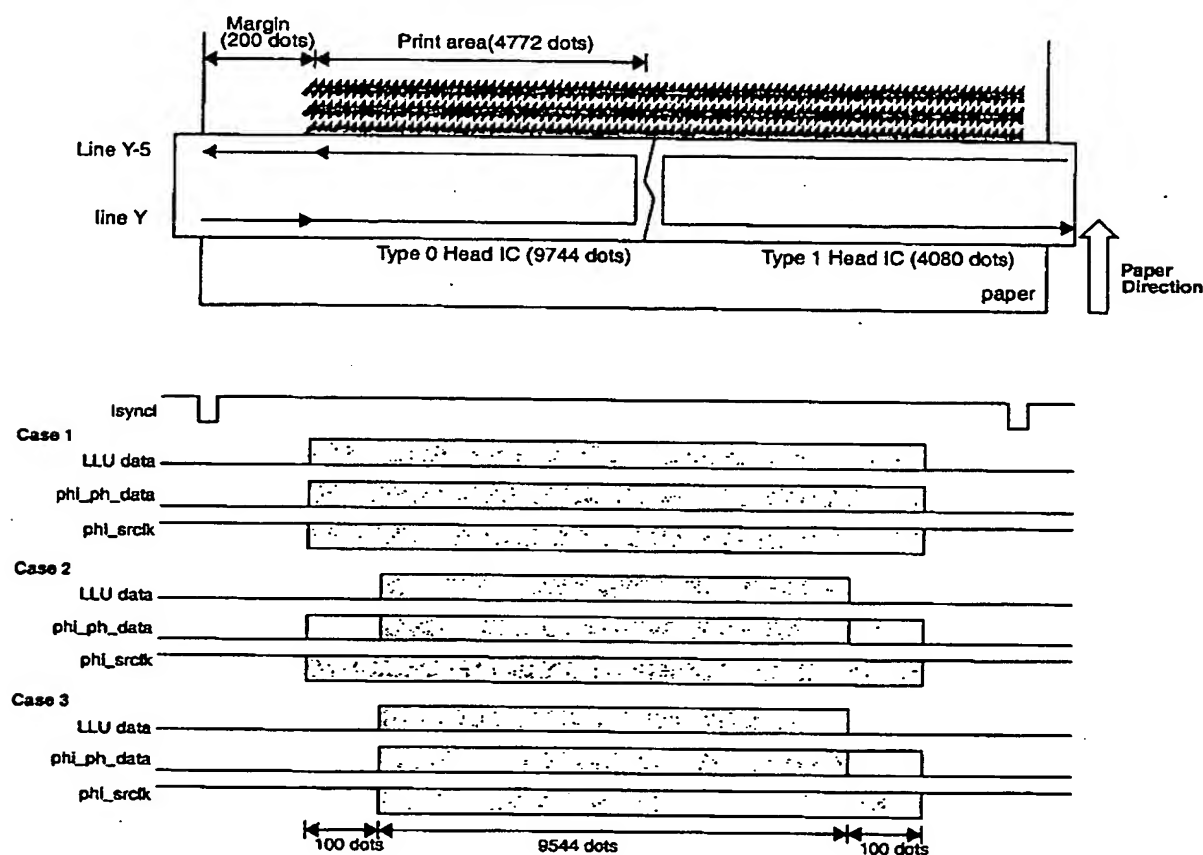 Margin
(200 dots)
Print area(4772 dots)
Line Y-5
line Y
Type 0 Head IC (9744 dots)
Type 1 Head IC (4080 dots)
Paper
Direction
paper
lsyncl
Case 1
LLU data
phi_ph_data
phi_srclk
Case 2
LLU data
phi_ph_data
phi_srclk
Case 3
LLU data
phi_ph_data
phi_srclk
100 dots
9544 dots
100 dots